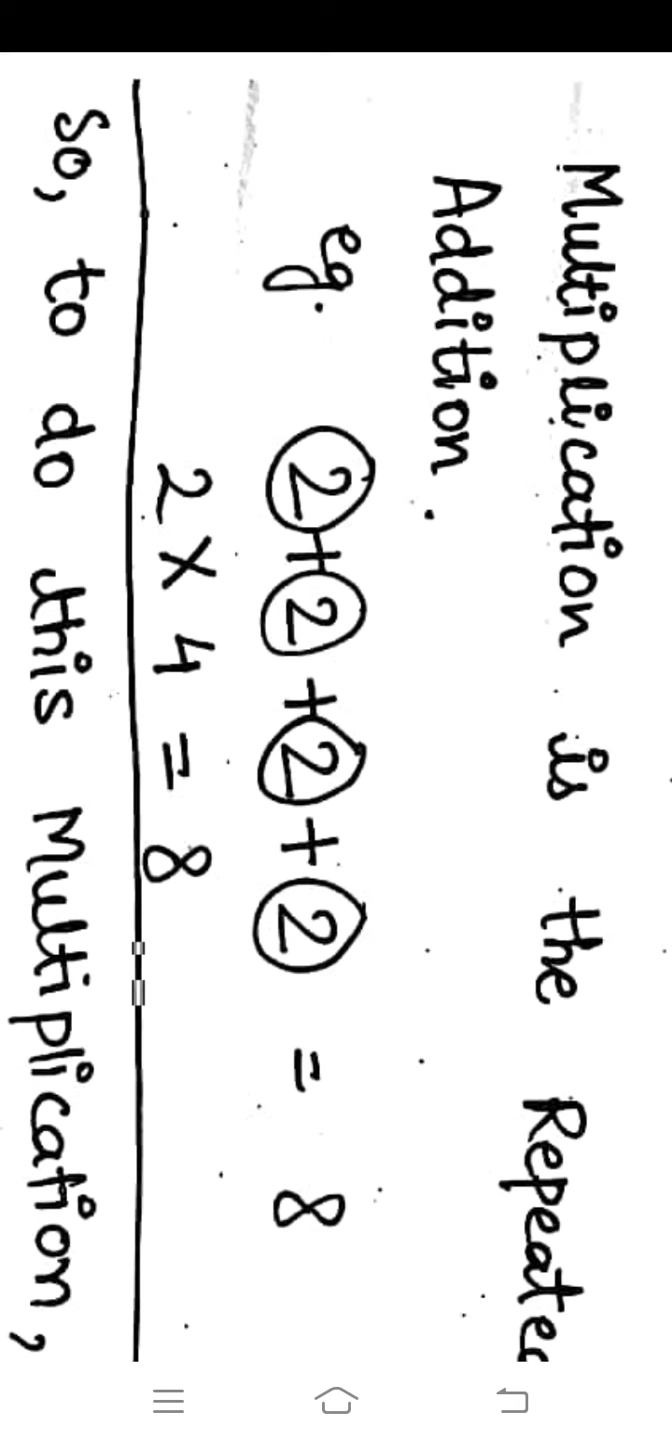 Multiplication is the Repeated
Addition.
eg. 2+2+2+2 = 8
2 × 4 = 8
So, to do this Multiplication,